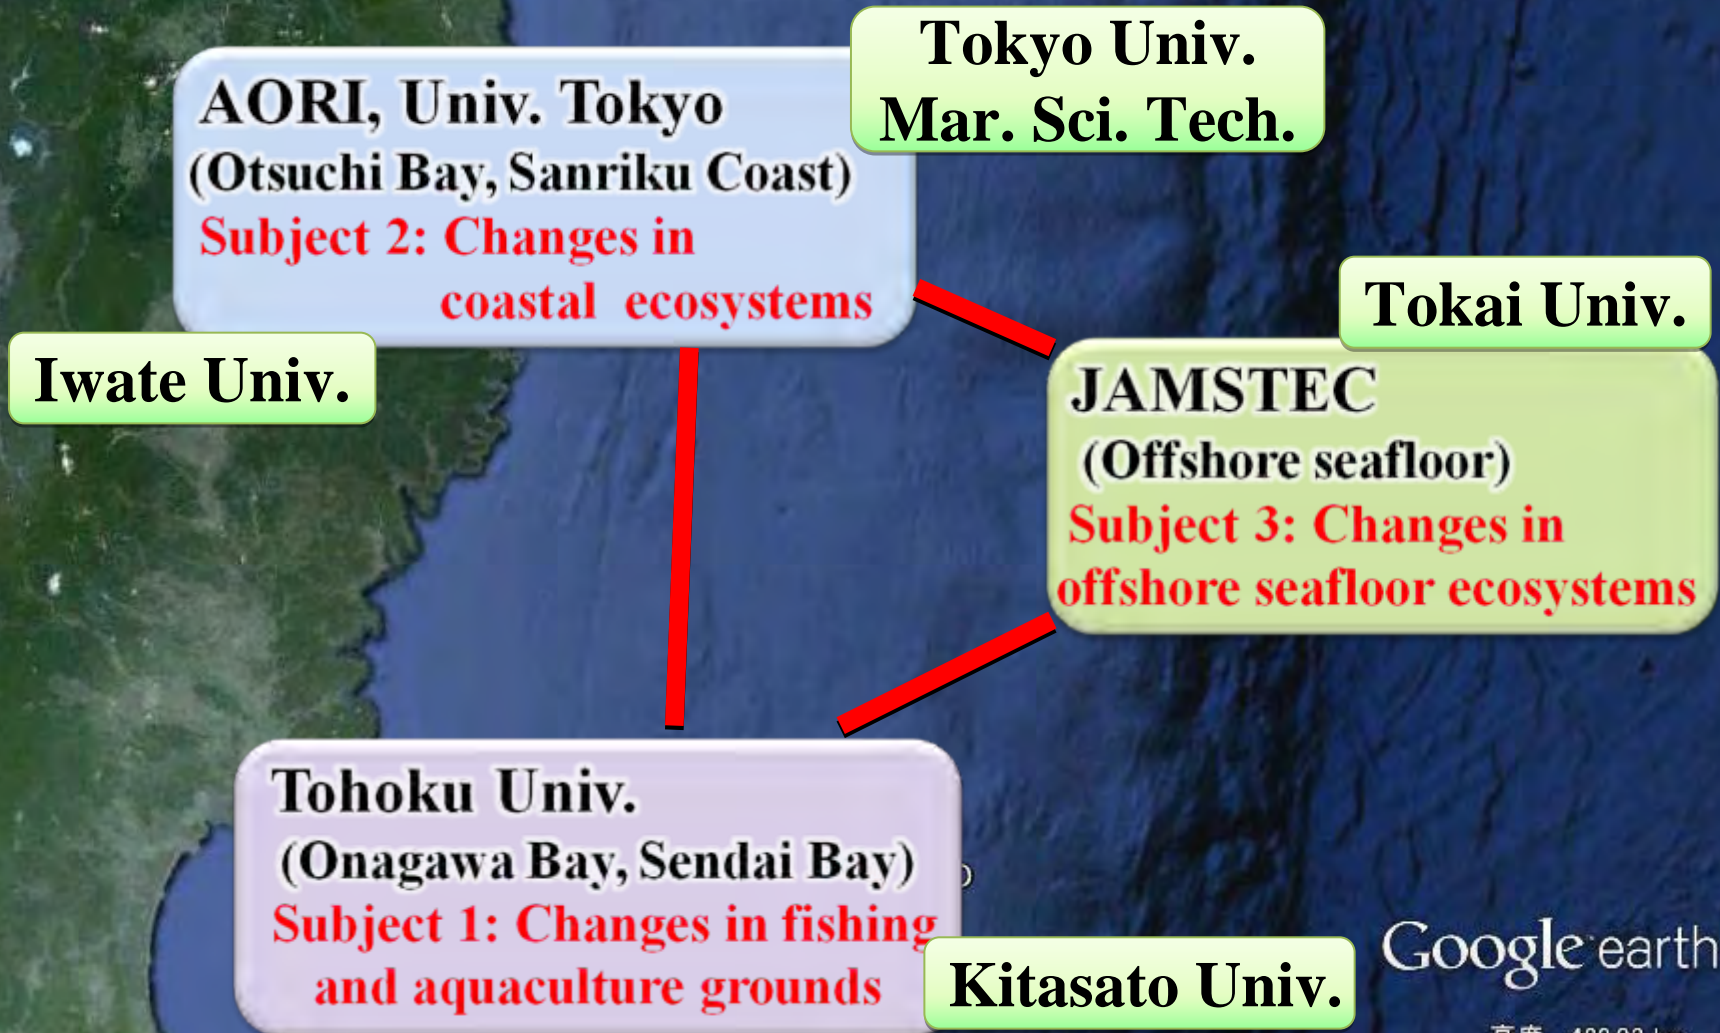 Tokyo Univ.
Mar. Sci. Tech.
AORI, Univ. Tokyo
(Otsuchi Bay, Sanriku Coast)
Subject 2: Changes in
coastal ecosystems
Tokai Univ.
Iwate Univ.
JAMSTEC
(Offshore seafloor)
Subject 3: Changes in
offshore seafloor ecosystems
Tohoku Univ.
(Onagawa Bay, Sendai Bay)
Subject 1: Changes in fishing
and aquaculture grounds
Kitasato Univ.
Google earth